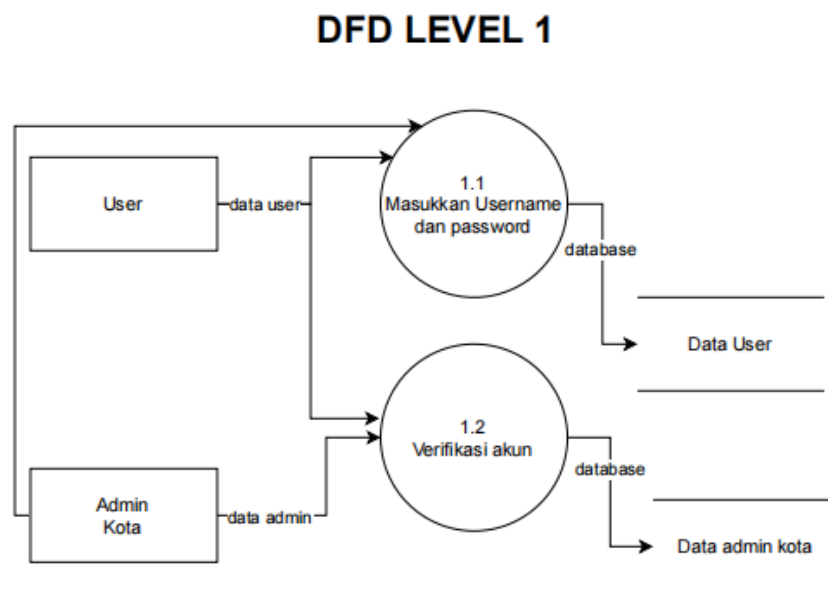 DFD LEVEL 1
User
data user
1.1
Masukkan Username
dan password
database
Data User
1.2
Verifikasi akun
database
Admin
Kota
data admin
Data admin kota